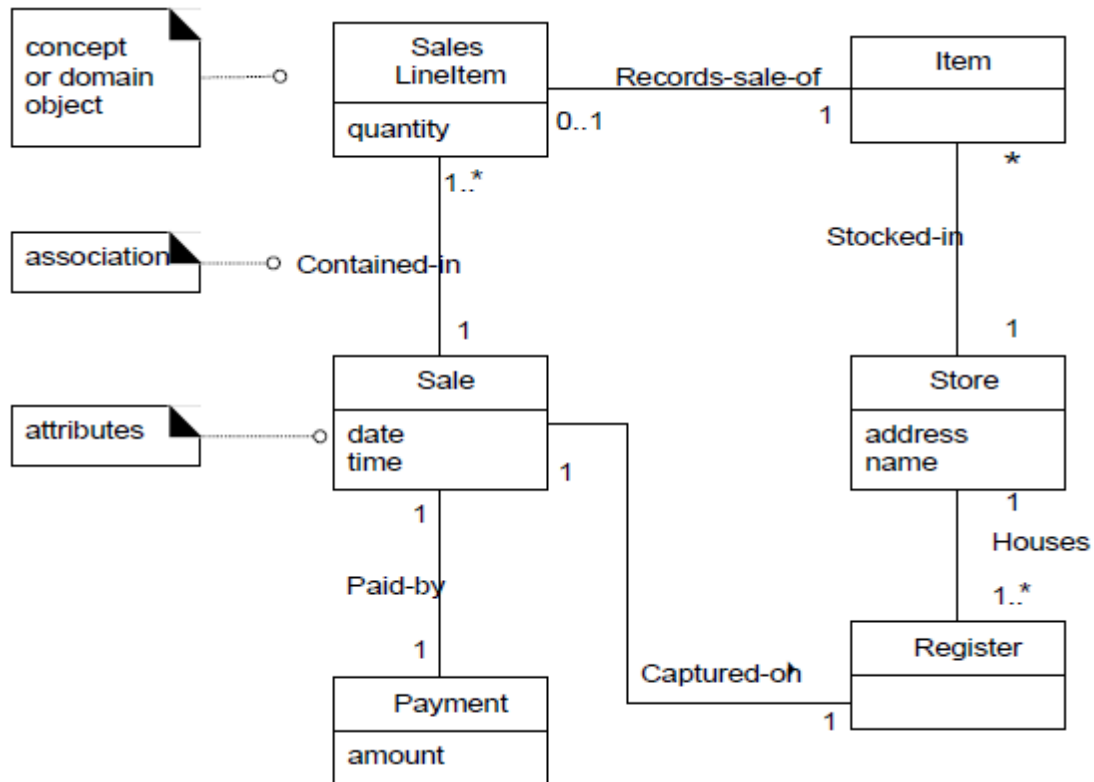 concept
or domain
object
Sales
LineItem
quantity
Records-sale-of
0..1
1
Item
1..*
*
association
Contained-in
Stocked-in
1
1
attributes
Sale
date
time
1
Store
address
name
1
1
Houses
Paid-by
1..*
1
Captured-on
1
Register
Payment
amount